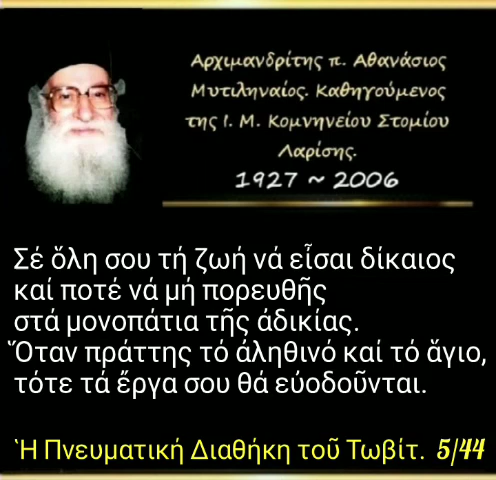 Αρχιμανδρίτης π. Αθανάσιος
Μυτιληναίος. Καθηγούμενος
της Ι. Μ. Κομνηνείου Στομίου
Λαρίσης.
1927 ~ 2006
Σέ ὅλη σου τή ζωή νά εἶσαι δίκαιος
καί ποτέ νά μή πορευθῆς
στά μονοπάτια τῆς ἀδικίας.
Ὅταν πράττης τό ἀληθινό καί τό ἅγιο,
τότε τά ἔργα σου θά εὐοδοῦνται.
Ἡ Πνευματική Διαθήκη τοῦ Τωβίτ. 5/44